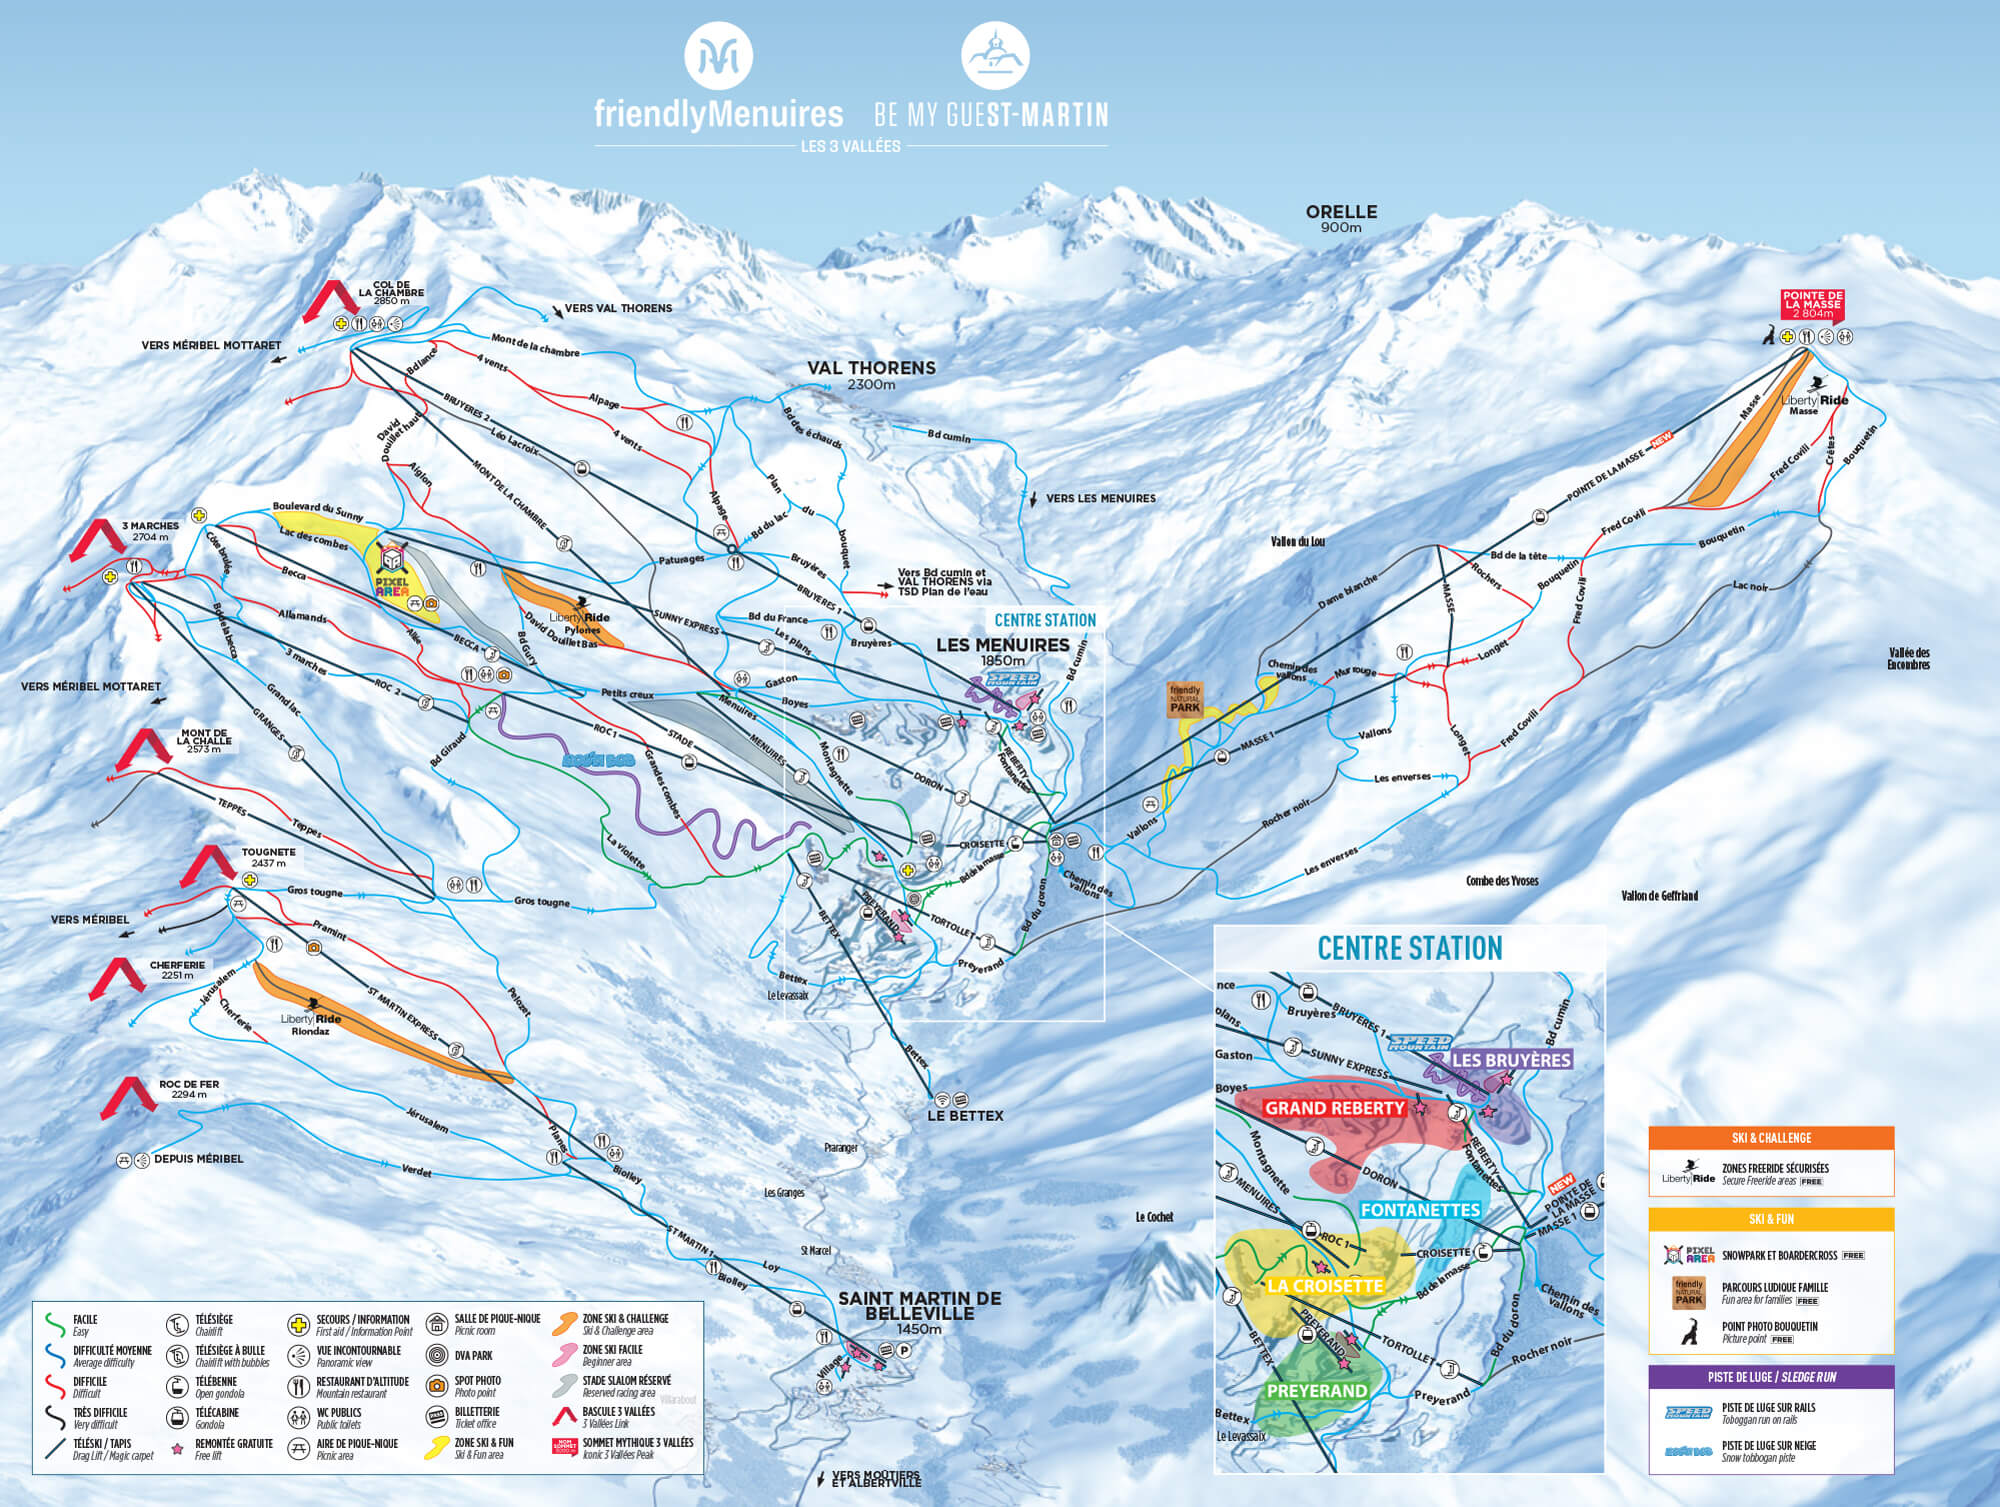 friendlyMenuires
BE MY GUEST-MARTIN
LES 3 VALLÉES
ORELLE
900m
COL DE
LA CHAMBRE
2850 m
VERS VAL THORENS
VERS MÉRIBEL MOTTARET
Mont de la chambre
Bd lance
4 vents
Alpage
4 vents
Alpage
BRUYERES 2
Léo Lacroix
MONT DE LA CHAMBRE
David
Douillet haut
Aiglon
VAL THORENS
2300m
Bd des échauds
Bd cumin
VERS LES MENUIRES
Plan
du
bouquet
Bd du lac
Paturages
Bruyères
BRUYERES 1
Vers Bd cumin et
VAL THORENS via
TSD Plan de l'eau
POINTE DE
LA MASSE
2 804m
Liberty Ride
Masse
Masse
Fred Covili
Crêtes
Bouquetin
POINTE DE LA MASSE
NEW
Fred Covili
Bouquetin
Vallon du Lou
Bd de la tête
Rochers
Bouquetin
Dame blanche
MASSE
Fred Covili
Lac noir
Vallée des
Encombres
Longet
Mur rouge
Chemin des
vallons
friendly
NATURAL
PARK
MASSE 1
Vallons
Longet
Fred Covili
Les enverses
Rocher noir
Vallons
Les enverses
Combe des Yvoses
Vallon de Geffriand
3 MARCHES
2704 m
Boulevard du Sunny
Lac des combes
Côte brulée
Becca
PIXEL
AREA
Allamands
Bd de la becca
Allée
BECCA
Bd Gury
Liberty Ride
Pylones
David Douillet Bas
SUNNY EXPRESS
Bd du France
Les plans
Bruyères
CENTRE STATION
LES MENUIRES
1850m
SPEED
MOUNTAIN
Bd cumin
3 marches
ROC 2
VERS MÉRIBEL MOTTARET
Grand lac
GRANGES
Petits creux
Gaston
Boyes
Menuires
ROC 1
STADE
MENUIRES
Montagnette
DORON
REBERTY
Fontanettes
MONT DE
LA CHALLE
2573 m
Bd Giraud
ROC'N BOB
Grandes combes
TEPPES
Teppes
La violette
CROISETTE
Bd de la masse
Chemin des
vallons
TOUGNETE
2437 m
Gros tougne
Gros tougne
PREYERAND
TORTOLLET
Bd du doron
BETTEX
Preyerand
VERS MÉRIBEL
Pramint
CHERFERIE
2251 m
Jérusalem
Cherferie
ST MARTIN EXPRESS
Pelozet
Liberty Ride
Riondaz
Bettex
Le Levassaix
Bettex
LE BETTEX
ROC DE FER
2294 m
Jérusalem
Planes
DEPUIS MÉRIBEL
Verdet
Biolley
Praranger
Les Granges
Le Cochet
ST MARTIN 1
St Marcel
Loy
Biolley
SAINT MARTIN DE
BELLEVILLE
1450m
Village
P
Villarabout
VERS MOÛTIERS
ET ALBERTVILLE
CENTRE STATION
nce
Bruyères
BRUYERES 1
Bd cumin
plans
SPEED
MOUNTAIN
LES BRUYÈRES
Gaston
SUNNY EXPRESS
Boyes
GRAND REBERTY
Montagnette
REBERTY
Fontanettes
DORON
NEW
POINTE DE
LA MASSE
MASSE 1
MENUIRES
FONTANETTES
ROC 1
CROISETTE
LA CROISETTE
Bd de la masse
Chemin des
vallons
PREYERAND
TORTOLLET
Bd du doron
Rocher noir
BETTEX
PREYERAND
Preyerand
Bettex
Le Levassaix
FACILE
Easy
DIFFICULTÉ MOYENNE
Average difficulty
DIFFICILE
Difficult
TRÈS DIFFICILE
Very difficult
TÉLÉSKI / TAPIS
Drag Lift / Magic carpet
TÉLÉSIÈGE
Chairlift
TÉLÉSIÈGE À BULLE
Chairlift with bubbles
TÉLÉBENNE
Open gondola
TÉLÉCABINE
Gondola
REMONTÉE GRATUITE
Free lift
SECOURS / INFORMATION
First aid / Information Point
VUE INCONTOURNABLE
Panoramic view
RESTAURANT D'ALTITUDE
Mountain restaurant
WC PUBLICS
Public toilets
AIRE DE PIQUE-NIQUE
Picnic area
SALLE DE PIQUE-NIQUE
Picnic room
DVA PARK
SPOT PHOTO
Photo point
BILLETTERIE
Ticket office
ZONE SKI & FUN
Ski & Fun area
ZONE SKI & CHALLENGE
Ski & Challenge area
ZONE SKI FACILE
Beginner area
STADE SLALOM RÉSERVÉ
Reserved racing area
BASCULE 3 VALLÉES
3 Vallées Link
NOM
SOMMET
SOMMET MYTHIQUE 3 VALLÉES
Iconic 3 Vallées Peak
SKI & CHALLENGE
Liberty Ride
ZONES FREERIDE SÉCURISÉES
Secure Freeride areas FREE
SKI & FUN
PIXEL
AREA
SNOWPARK ET BOARDERCROSS FREE
friendly
NATURAL
PARK
PARCOURS LUDIQUE FAMILLE
Fun area for families FREE
POINT PHOTO BOUQUETIN
Picture point FREE
PISTE DE LUGE / SLEDGE RUN
SPEED
MOUNTAIN
PISTE DE LUGE SUR RAILS
Toboggan run on rails
ROC'N BOB
PISTE DE LUGE SUR NEIGE
Snow tobbogan piste